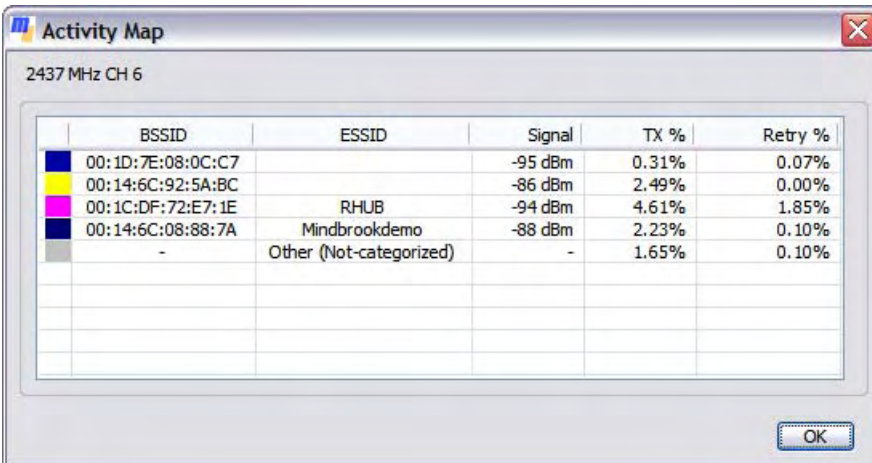 Activity Map
2437 MHz CH 6
BSSID ESSID Signal TX % Retry %
00:1D:7E:08:0C:C7 -95 dBm 0.31% 0.07%
00:14:6C:92:5A:BC -86 dBm 2.49% 0.00%
00:1C:DF:72:E7:1E RHUB -94 dBm 4.61% 1.85%
00:14:6C:08:88:7A Mindbrookdemo -88 dBm 2.23% 0.10%
- Other (Not-categorized) - 1.65% 0.10%
OK